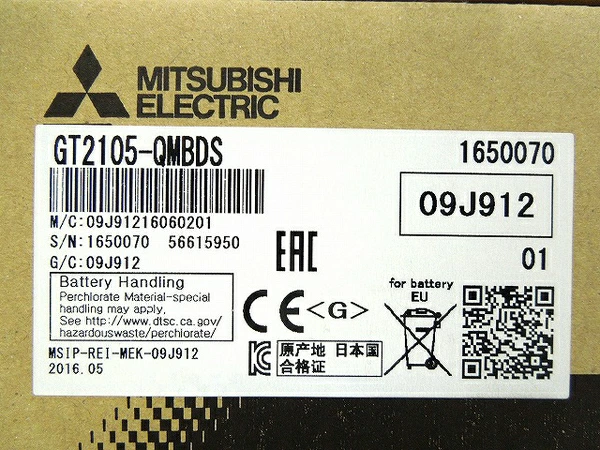 MITSUBISHI
ELECTRIC
GT2105-QMBDS
1650070
09J912
M/C:09J91216060201
S/N:1650070 56615950
G/C:09J912
EAC
01
Battery Handling
Perchlorate Material-special
handling may apply.
See http://www.dtsc.ca.gov/
hazardouswaste/perchlorate/
CE <G>
for battery
EU
MSIP-REI-MEK-09J912
2016.05
原产地 日本国
合格证